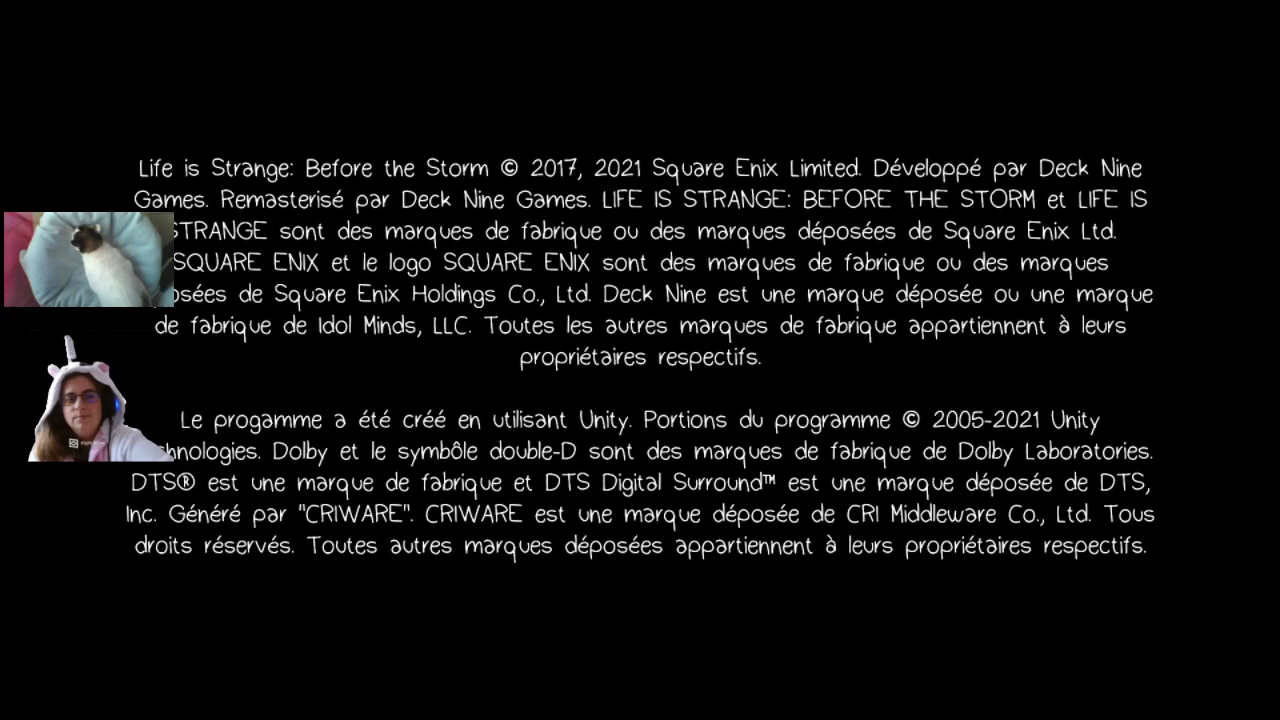 Life is Strange: Before the Storm © 2017, 2021 Square Enix Limited. Développé par Deck Nine
Games. Remasterisé par Deck Nine Games. LIFE IS STRANGE: BEFORE THE STORM et LIFE IS
STRANGE sont des marques de fabrique ou des marques déposées de Square Enix Ltd.
SQUARE ENIX et le logo SQUARE ENIX sont des marques de fabrique ou des marques
osées de Square Enix Holdings Co., Ltd. Deck Nine est une marque déposée ou une marque
de fabrique de Idol Minds, LLC. Toutes les autres marques de fabrique appartiennent à leurs
propriétaires respectifs.
Le progamme a été créé en utilisant Unity. Portions du programme © 2005-2021 Unity
hnologies. Dolby et le symbôle double-D sont des marques de fabrique de Dolby Laboratories.
DTS® est une marque de fabrique et DTS Digital Surround™ est une marque déposée de DTS,
Inc. Généré par "CRIWARE". CRIWARE est une marque déposée de CRI Middleware Co., Ltd. Tous
droits réservés. Toutes autres marques déposées appartiennent à leurs propriétaires respectifs.